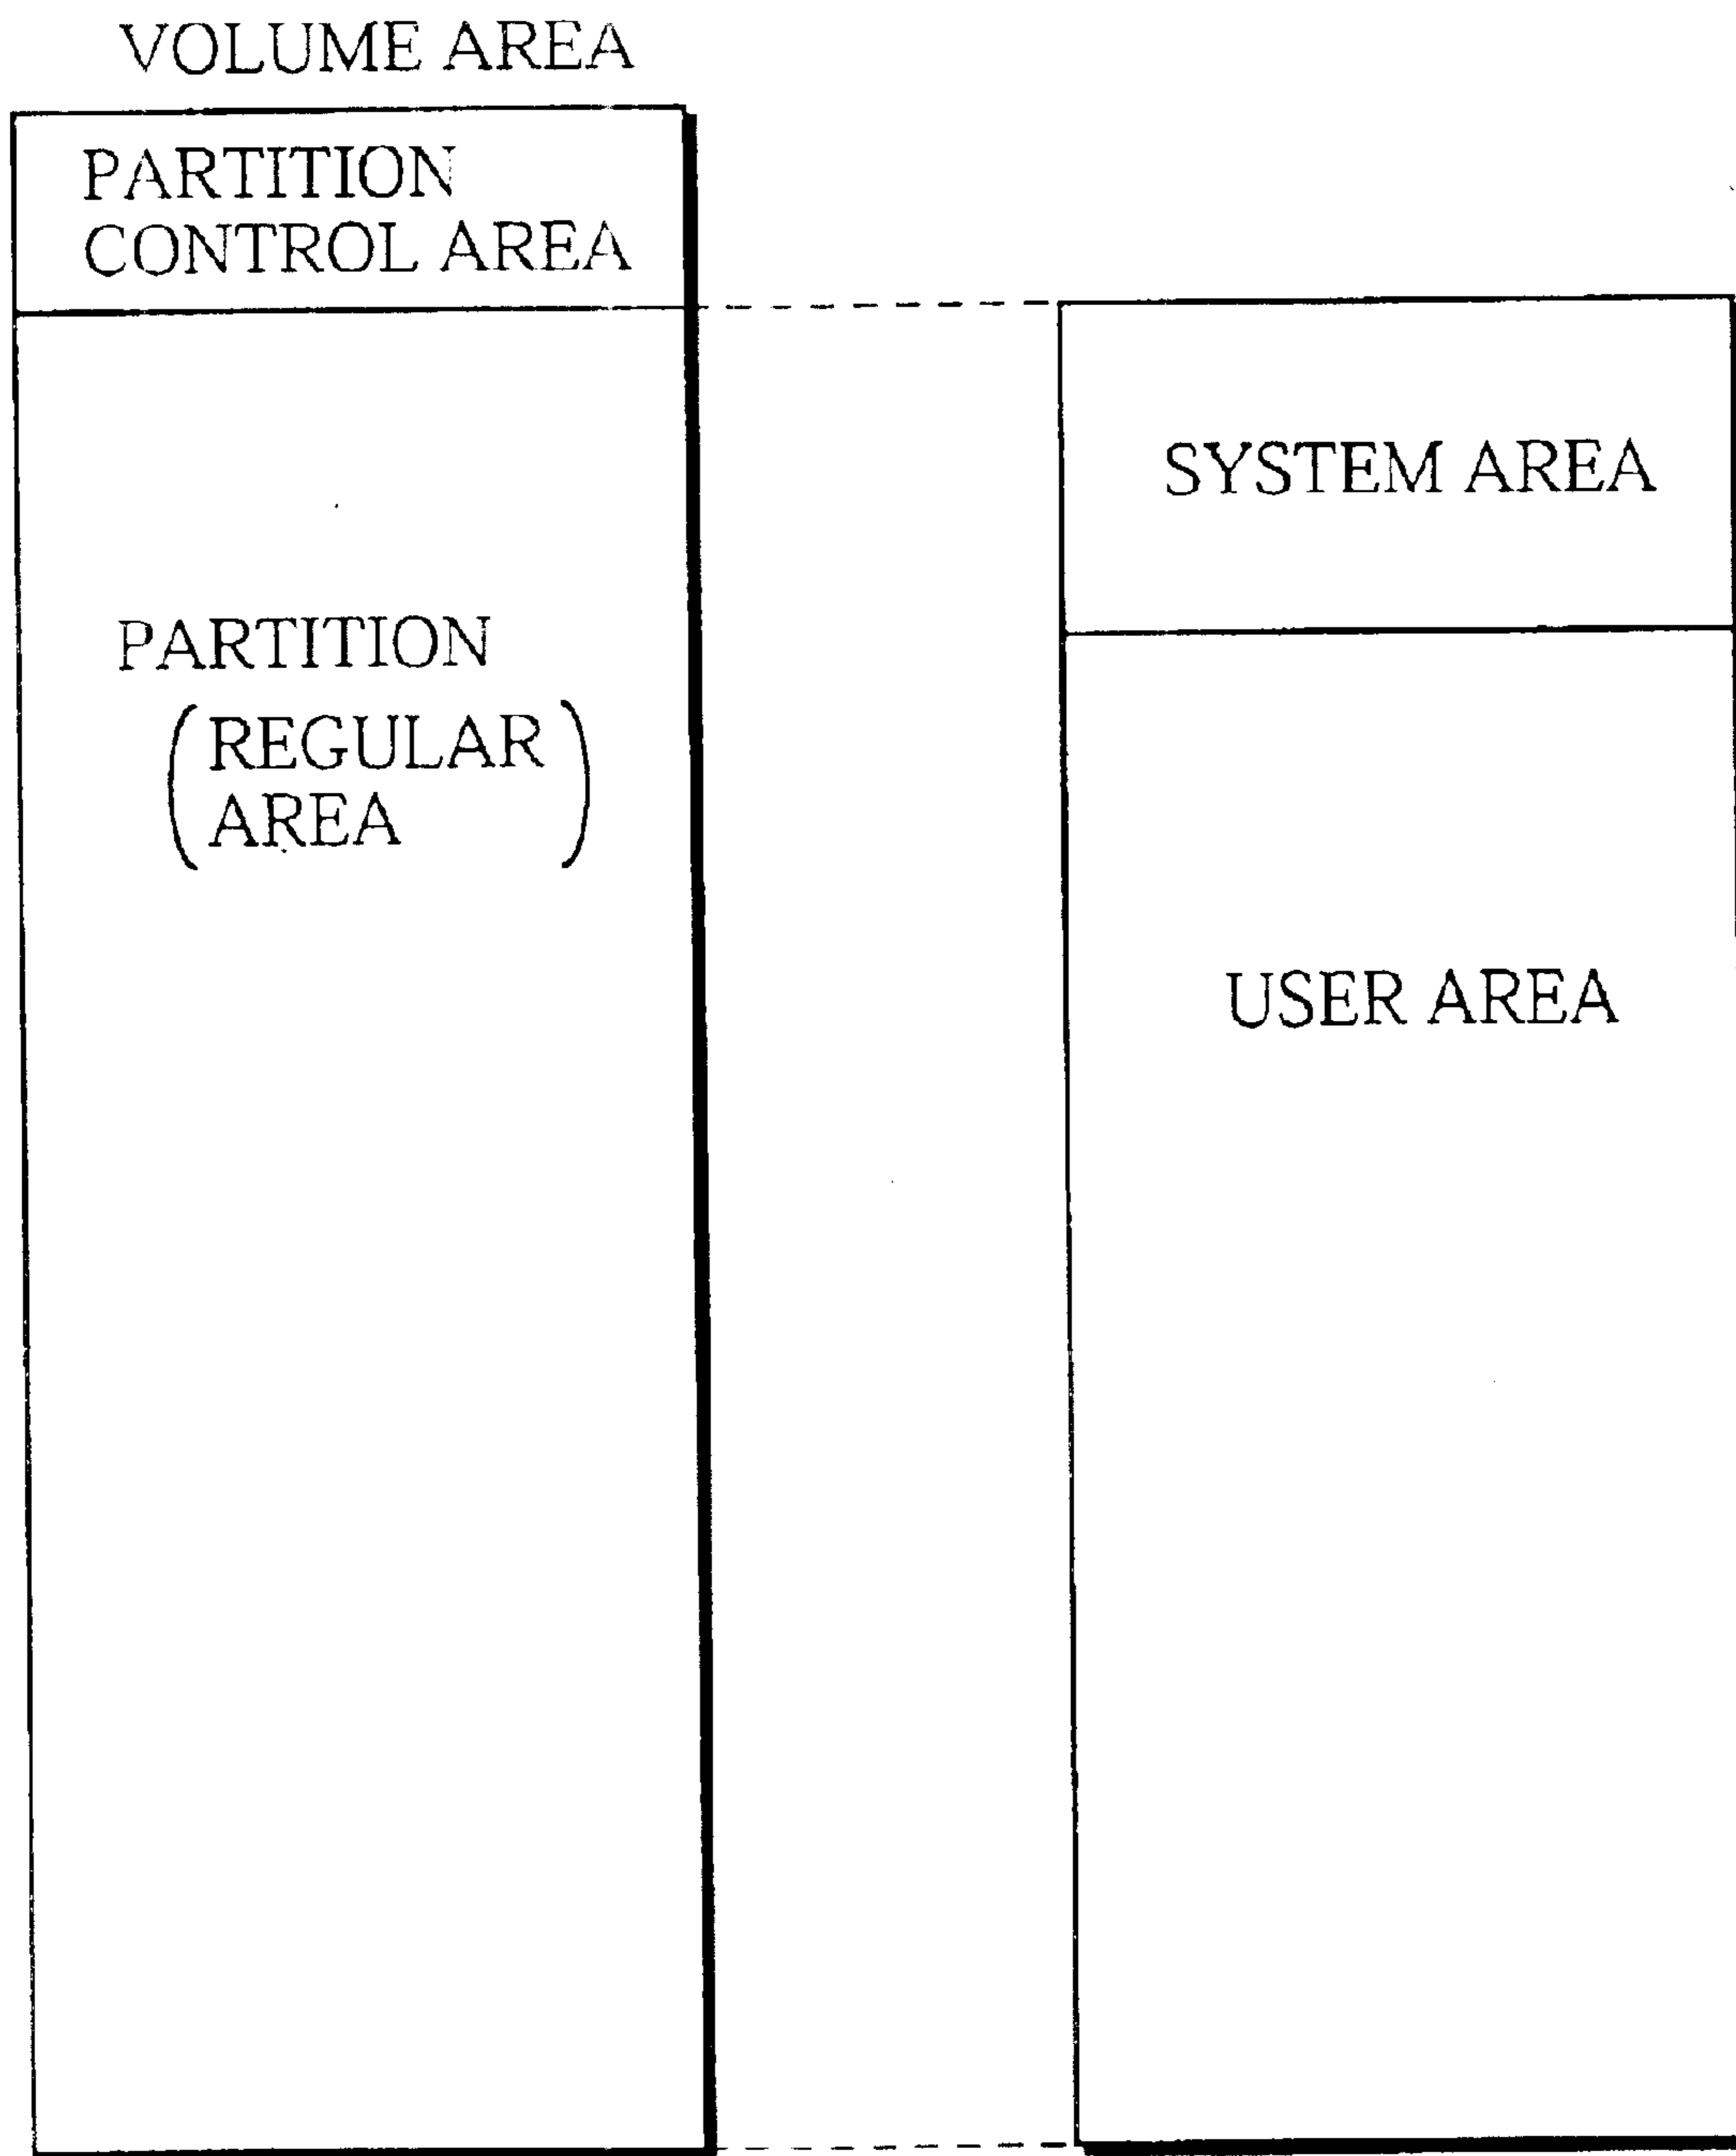 VOLUME AREA
PARTITION
CONTROL AREA
PARTITION
(REGULAR
AREA)
SYSTEM AREA
USER AREA